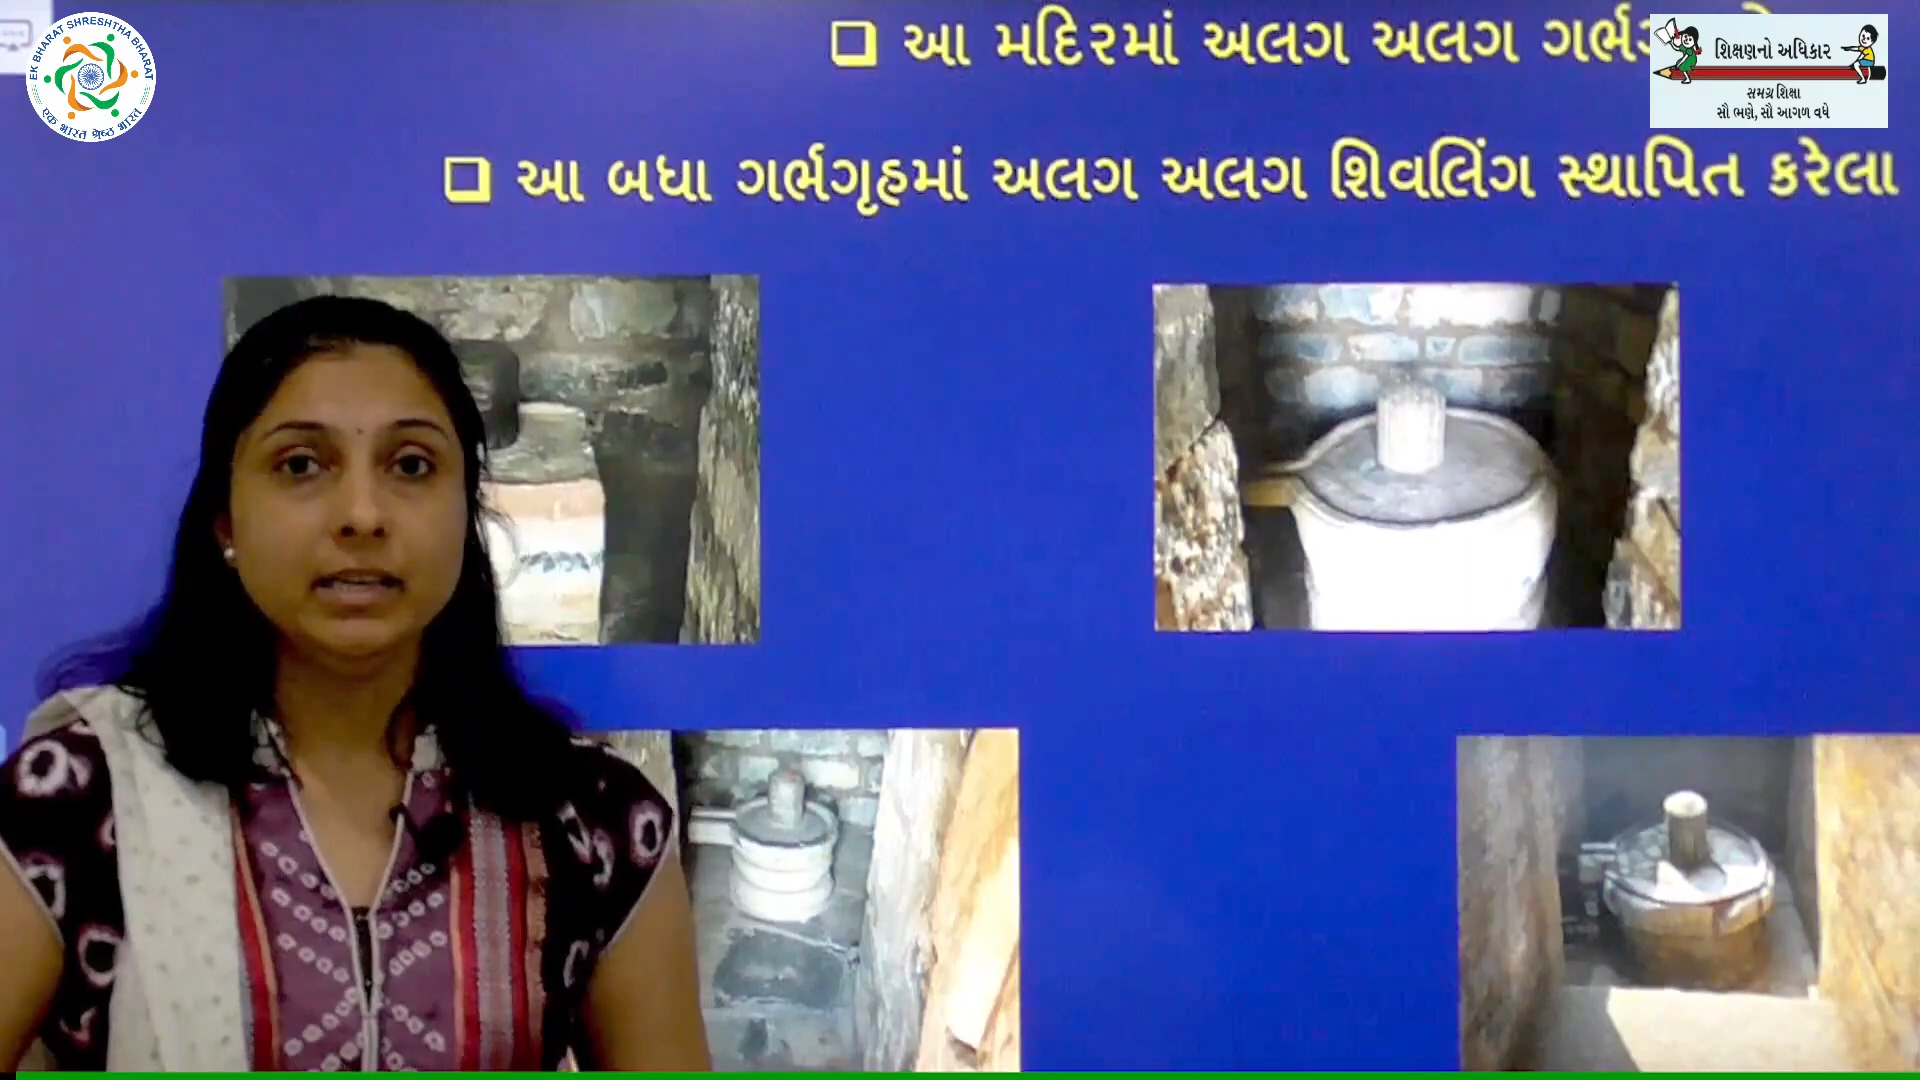 EK BHARAT SHRESHTHA BHARAT
एक भारत श्रेष्ठ भारत
આ મંદિરમાં અલગ અલગ
શિક્ષણનો અધિકાર
સમગ્ર શિક્ષા
સૌ ભણે, સૌ આગળ વધે
આ બધા ગર્ભગૃહમાં અલગ અલગ શિવલિંગ સ્થાપિત કરેલા